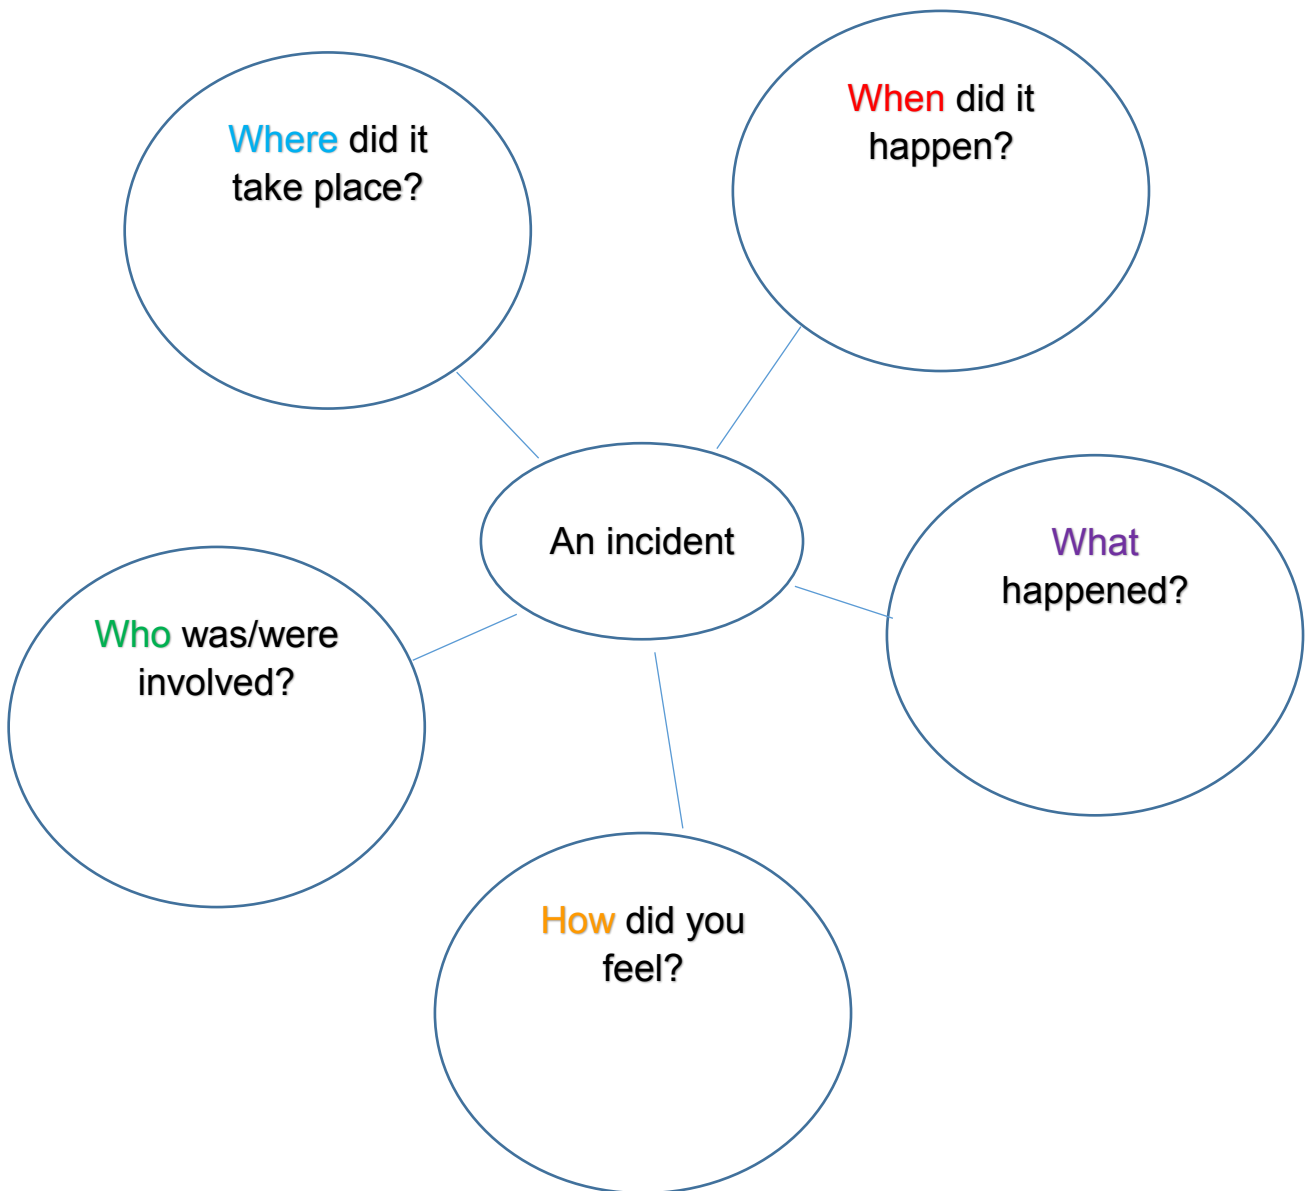 Where did it
take place?
When did it
happen?
An incident
What
happened?
Who was/were
involved?
How did you
feel?